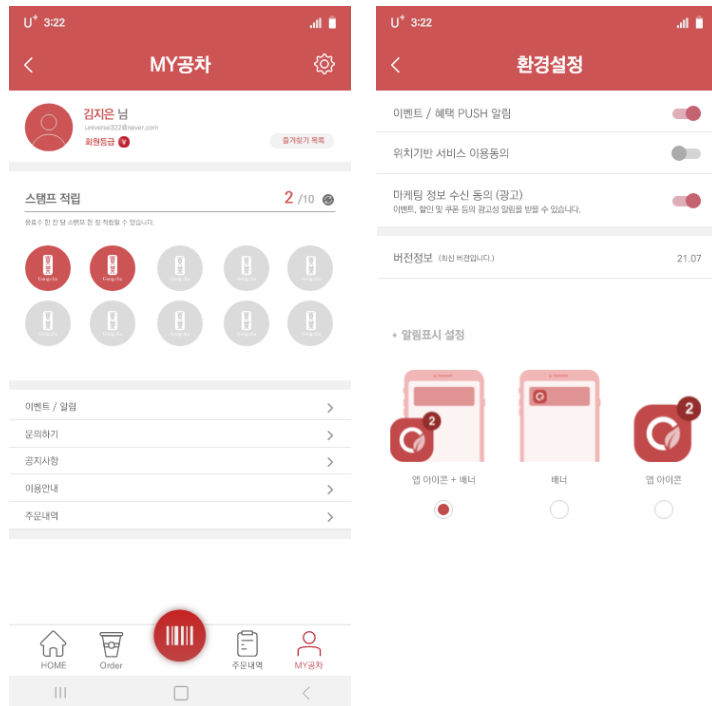 U+ 3:22
MY공차
김지은 님
universe322@naver.com
회원등급 V
즐겨찾기 목록
스탬프 적립
2 /10
음료수 한 잔 당 스탬프 한 장 적립될 수 있습니다.
이벤트 / 알림
문의하기
공지사항
이용안내
주문내역
HOME
Order
주문내역
MY공차
U+ 3:22
환경설정
이벤트 / 혜택 PUSH 알림
위치기반 서비스 이용동의
마케팅 정보 수신 동의 (광고)
이벤트, 할인 및 쿠폰 등의 광고성 알림을 받을 수 있습니다.
버전정보 (최신 버전입니다.)
21.07
알림표시 설정
2
2
앱 아이콘 + 배너
배너
앱 아이콘